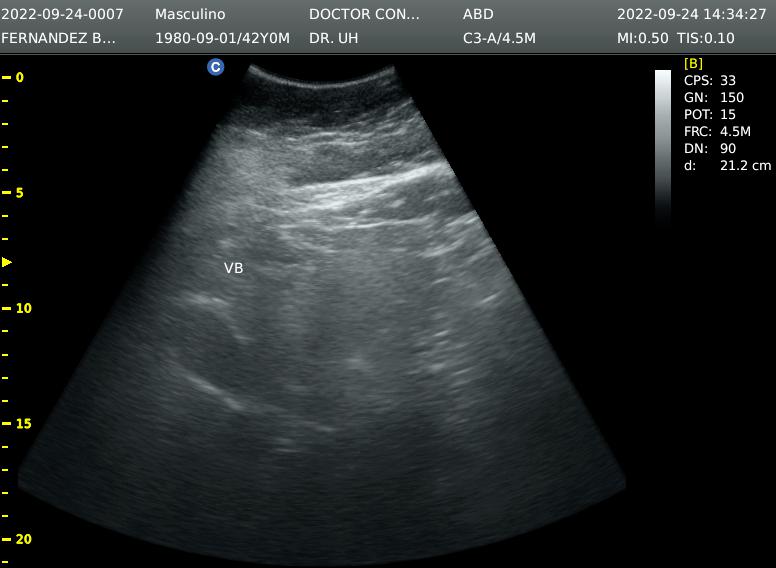 2022-09-24-0007 Masculino DOCTOR CON... ABD 2022-09-24 14:34:27
FERNANDEZ B... 1980-09-01/42Y0M DR. UH C3-A/4.5M MI:0.50 TIS:0.10
C
[B]
CPS: 33
GN: 150
POT: 15
FRC: 4.5M
DN: 90
d: 21.2 cm
0
5
VB
10
15
20